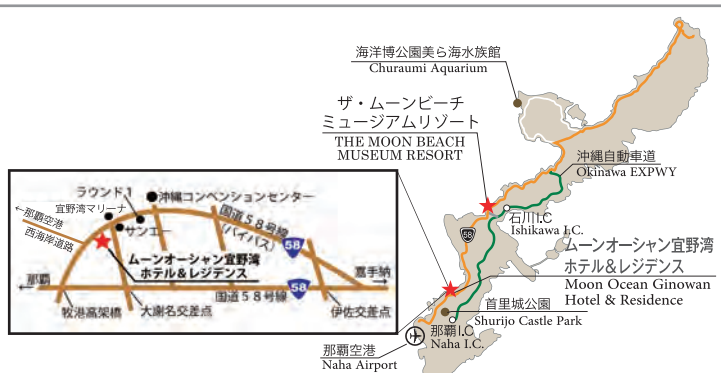 海洋博公園美ら海水族館
Churaumi Aquarium
ザ・ムーンビーチ
ミュージアムリゾート
THE MOON BEACH
MUSEUM RESORT
沖縄自動車道
Okinawa EXPWY
石川I.C
Ishikawa I.C.
58
ムーンオーシャン宜野湾
ホテル&レジデンス
Moon Ocean Ginowan
Hotel & Residence
首里城公園
Shurijo Castle Park
那覇I.C
Naha I.C.
那覇空港
Naha Airport
ラウンド1
沖縄コンベンションセンター
宜野湾マリーナ
←那覇空港
西海岸道路
サンエー
国道58号線
(バイパス)
58
ムーンオーシャン宜野湾
ホテル&レジデンス
那覇
嘉手納
国道58号線
58
牧港高架橋
大謝名交差点
伊佐交差点